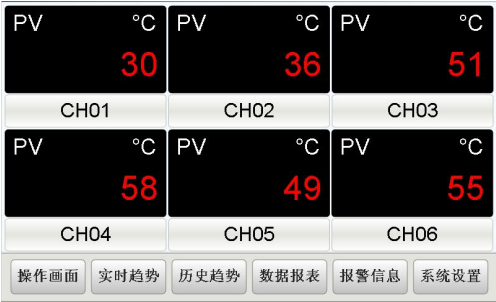 PV °C PV °C PV °C
30 36 51
CH01 CH02 CH03
PV °C PV °C PV °C
58 49 55
CH04 CH05 CH06
操作画面 实时趋势 历史趋势 数据报表 报警信息 系统设置